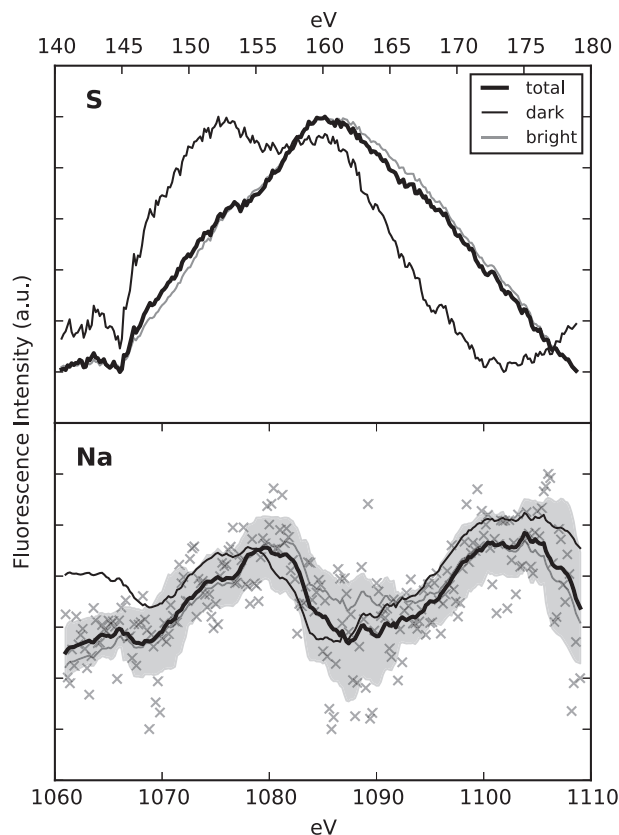 eV
140 145 150 155 160 165 170 175 180
S
total
dark
bright
Fluorescence Intensity (a.u.)
Na
1060 1070 1080 1090 1100 1110
eV